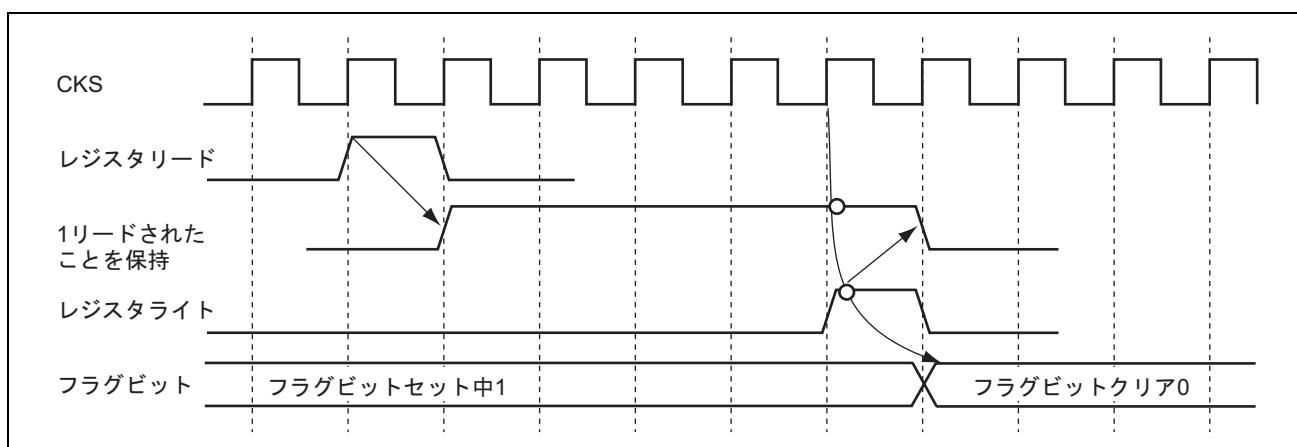 CKS
レジスタリード
1リードされた
ことを保持
レジスタライト
フラグビット
フラグビットセット中1
フラグビットクリア0